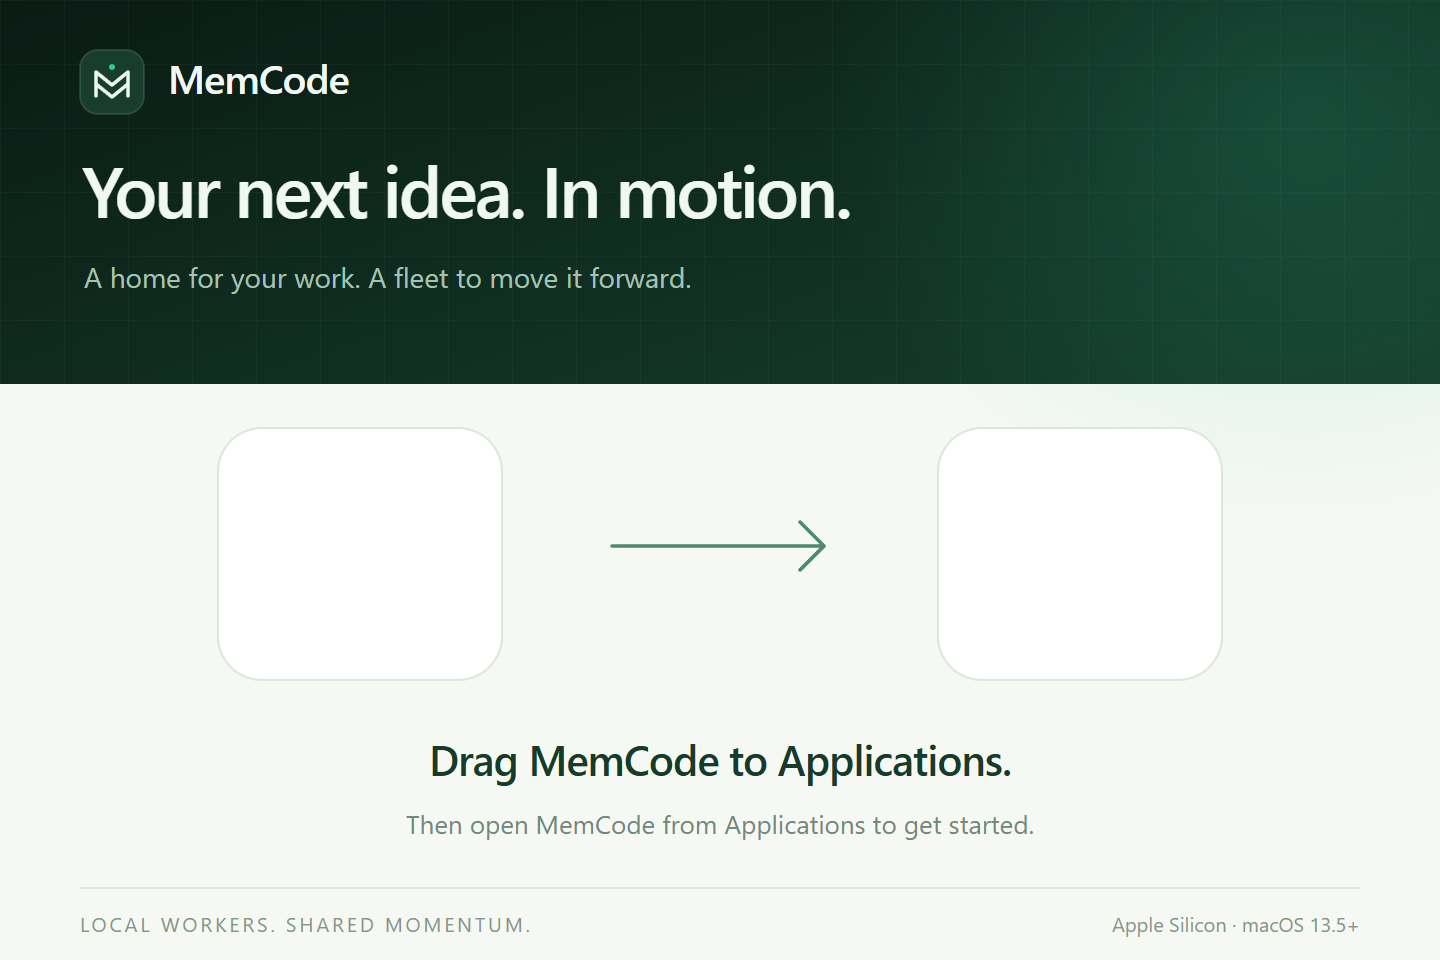 MemCode
Your next idea. In motion.
A home for your work. A fleet to move it forward.
Drag MemCode to Applications.
Then open MemCode from Applications to get started.
LOCAL WORKERS. SHARED MOMENTUM.
Apple Silicon · macOS 13.5+